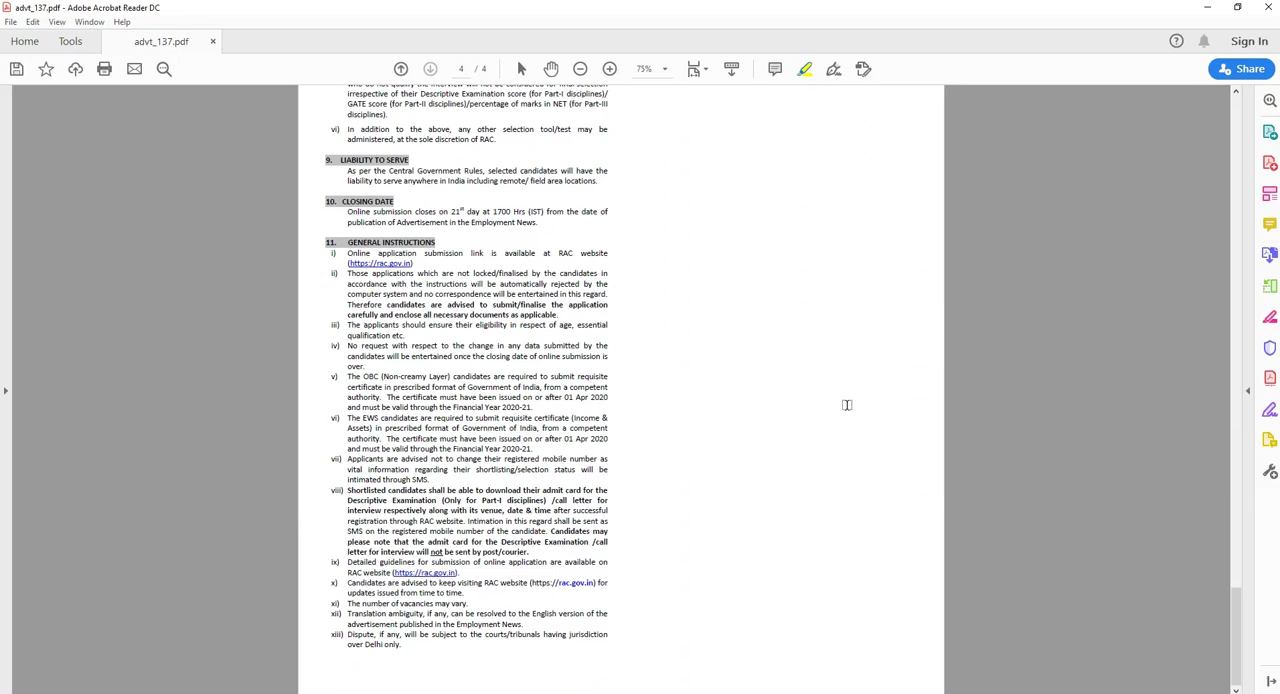 advt_137.pdf - Adobe Acrobat Reader DC
File Edit View Window Help
Home Tools advt_137.pdf × Sign In
4 / 4 75% Share
irrespective of their Descriptive Examination score (for Part-I disciplines)/
GATE score (for Part-II disciplines)/percentage of marks in NET (for Part-III
disciplines).
vi) In addition to the above, any other selection tool/test may be
administered, at the sole discretion of RAC.
9. LIABILITY TO SERVE
As per the Central Government Rules, selected candidates will have the
liability to serve anywhere in India including remote/ field area locations.
10. CLOSING DATE
Online submission closes on 21st day at 1700 Hrs (IST) from the date of
publication of Advertisement in the Employment News.
11. GENERAL INSTRUCTIONS
i) Online application submission link is available at RAC website
(https://rac.gov.in)
ii) Those applications which are not locked/finalised by the candidates in
accordance with the instructions will be automatically rejected by the
computer system and no correspondence will be entertained in this regard.
Therefore candidates are advised to submit/finalise the application
carefully and enclose all necessary documents as applicable.
iii) The applicants should ensure their eligibility in respect of age, essential
qualification etc.
iv) No request with respect to the change in any data submitted by the
candidates will be entertained once the closing date of online submission is
over.
v) The OBC (Non-creamy Layer) candidates are required to submit requisite
certificate in prescribed format of Government of India, from a competent
authority. The certificate must have been issued on or after 01 Apr 2020
and must be valid through the Financial Year 2020-21.
vi) The EWS candidates are required to submit requisite certificate (Income &
Assets) in prescribed format of Government of India, from a competent
authority. The certificate must have been issued on or after 01 Apr 2020
and must be valid through the Financial Year 2020-21.
vii) Applicants are advised not to change their registered mobile number as
vital information regarding their shortlisting/selection status will be
intimated through SMS.
viii) Shortlisted candidates shall be able to download their admit card for the
Descriptive Examination (Only for Part-I disciplines) /call letter for
interview respectively along with its venue, date & time after successful
registration through RAC website. Intimation in this regard shall be sent as
SMS on the registered mobile number of the candidate. Candidates may
please note that the admit card for the Descriptive Examination /call
letter for interview will not be sent by post/courier.
ix) Detailed guidelines for submission of online application are available on
RAC website (https://rac.gov.in).
x) Candidates are advised to keep visiting RAC website (https://rac.gov.in) for
updates issued from time to time.
xi) The number of vacancies may vary.
xii) Translation ambiguity, if any, can be resolved to the English version of the
advertisement published in the Employment News.
xiii) Dispute, if any, will be subject to the courts/tribunals having jurisdiction
over Delhi only.